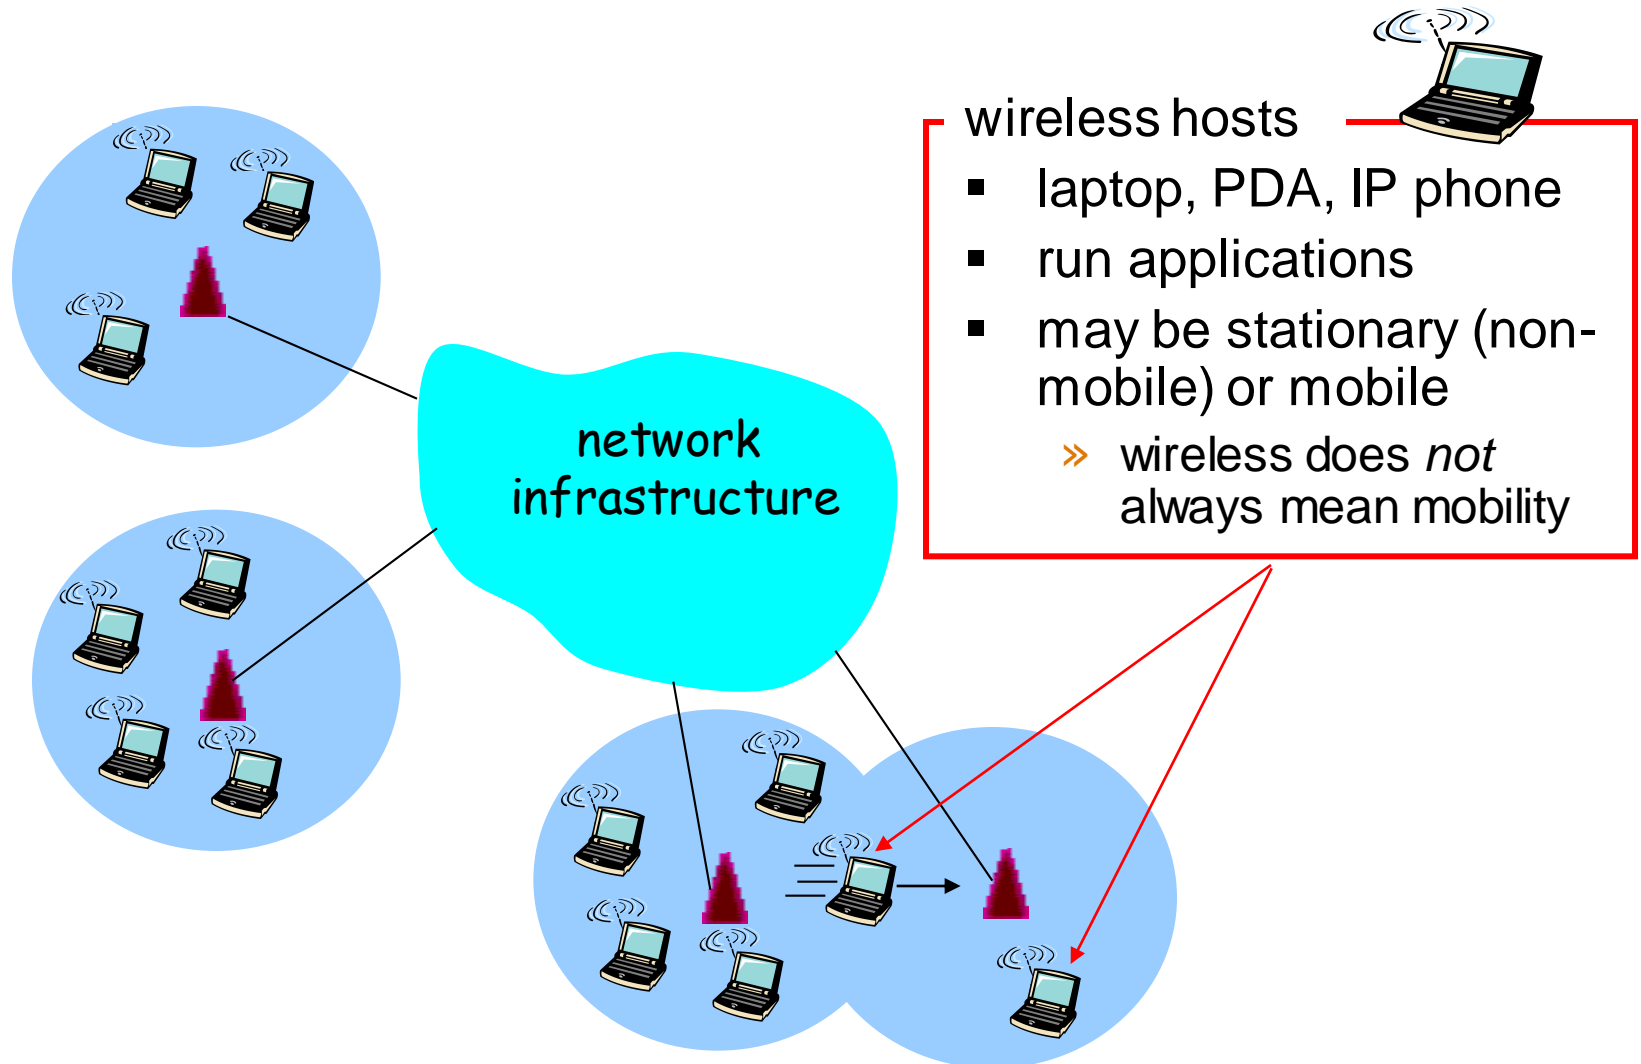 wireless hosts
▪ laptop, PDA, IP phone
▪ run applications
▪ may be stationary (non-
mobile) or mobile
» wireless does not
always mean mobility
network
infrastructure